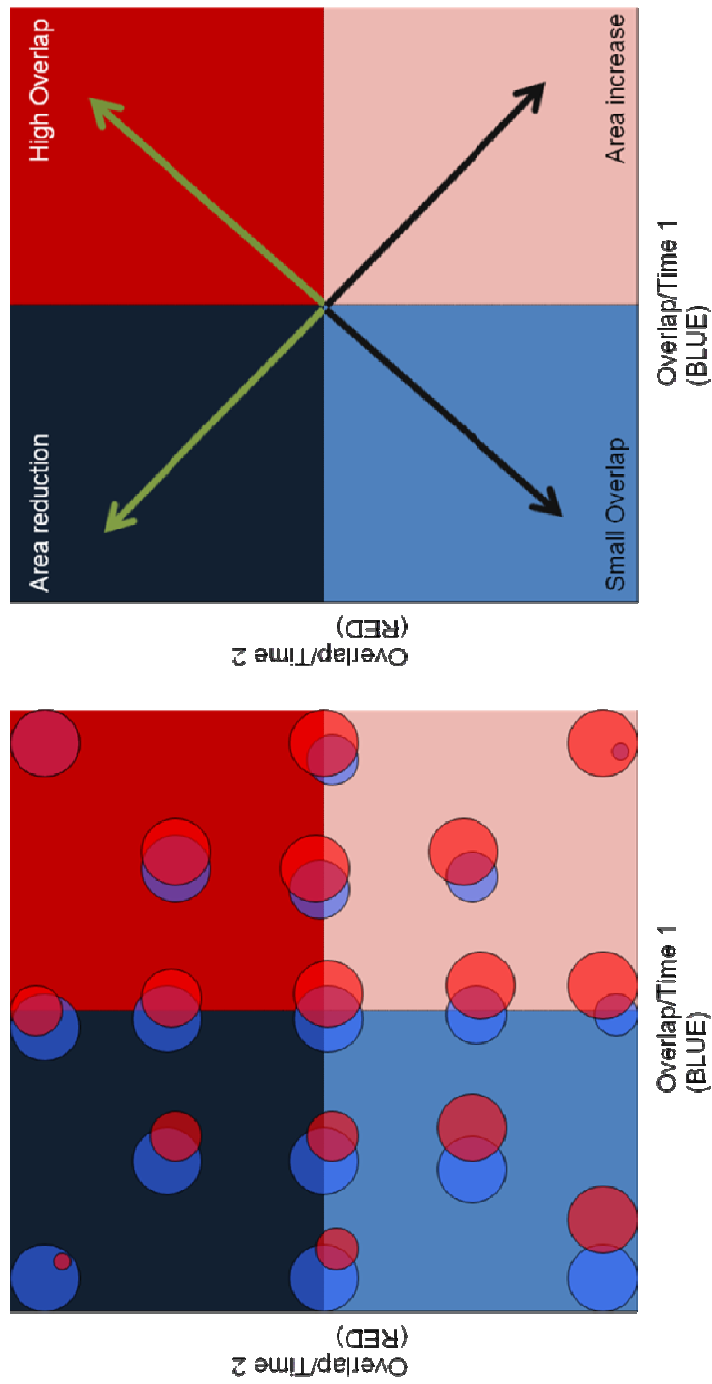 Area reduction
High Overlap
Small Overlap
Area increase
Overlap/Time 2
(RED)
Overlap/Time 1
(BLUE)
Overlap/Time 2
(RED)
Overlap/Time 1
(BLUE)